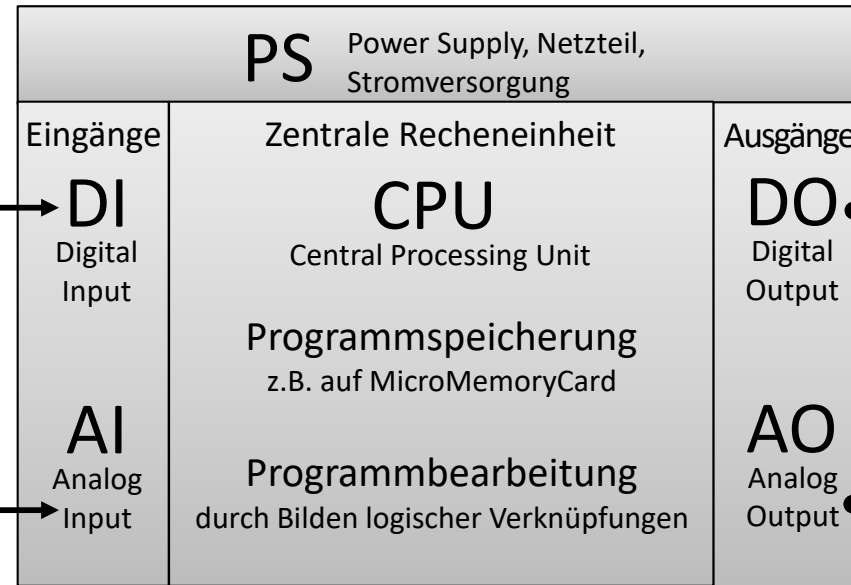 PS Power Supply, Netzteil,
Stromversorgung
Eingänge
DI
Digital
Input
AI
Analog
Input
Zentrale Recheneinheit
CPU
Central Processing Unit
Programmspeicherung
z.B. auf MicroMemoryCard
Programmbearbeitung
durch Bilden logischer Verknüpfungen
Ausgänge
DO
Digital
Output
AO
Analog
Output